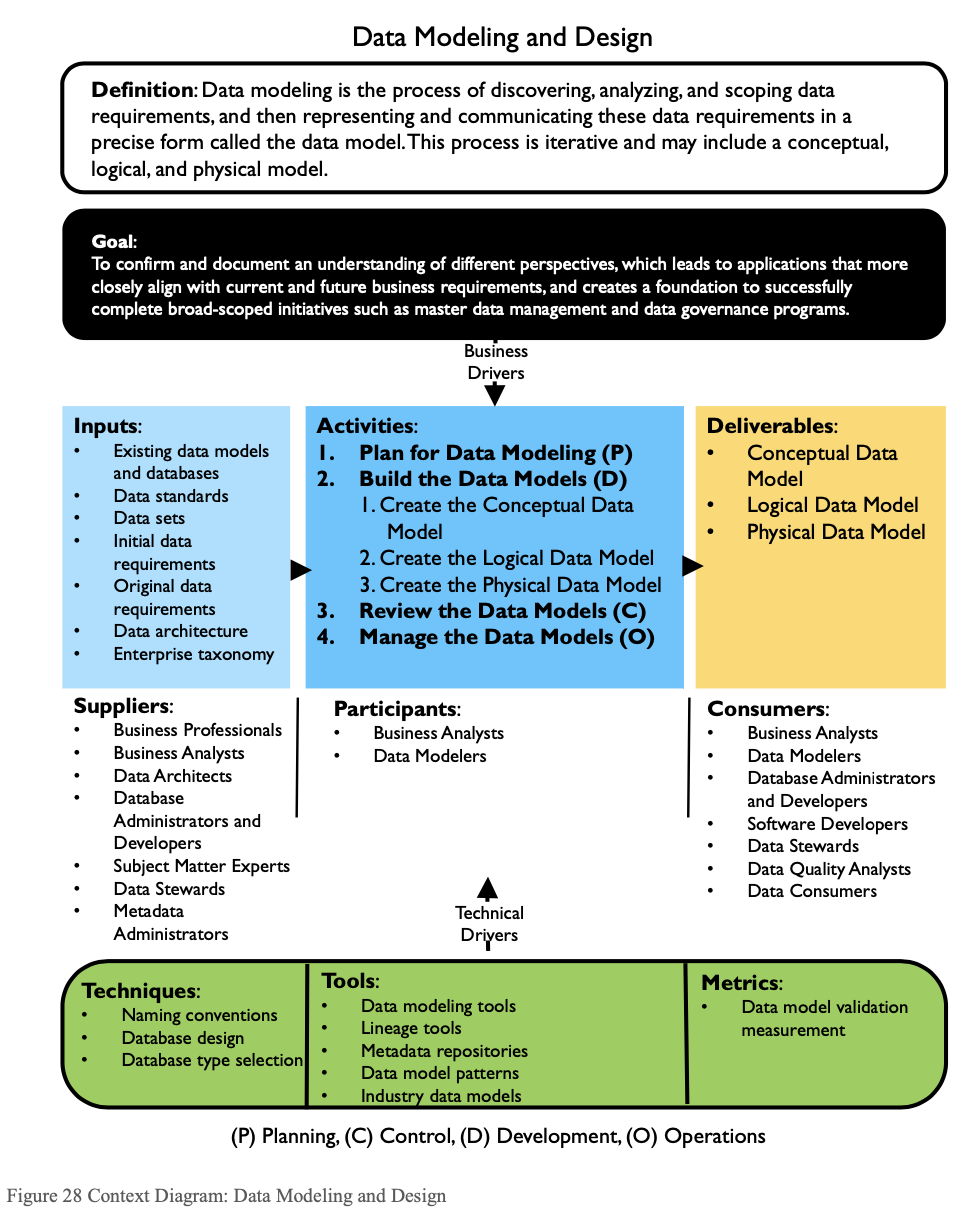 Data Modeling and Design
Definition: Data modeling is the process of discovering, analyzing, and scoping data
requirements, and then representing and communicating these data requirements in a
precise form called the data model. This process is iterative and may include a conceptual,
logical, and physical model.
Goal:
To confirm and document an understanding of different perspectives, which leads to applications that more
closely align with current and future business requirements, and creates a foundation to successfully
complete broad-scoped initiatives such as master data management and data governance programs.
Business
Drivers
Inputs:
• Existing data models
and databases
• Data standards
• Data sets
• Initial data
requirements
• Original data
requirements
• Data architecture
• Enterprise taxonomy
Activities:
1. Plan for Data Modeling (P)
2. Build the Data Models (D)
1. Create the Conceptual Data
Model
2. Create the Logical Data Model
3. Create the Physical Data Model
3. Review the Data Models (C)
4. Manage the Data Models (O)
Deliverables:
• Conceptual Data
Model
• Logical Data Model
• Physical Data Model
Suppliers:
• Business Professionals
• Business Analysts
• Data Architects
• Database
Administrators and
Developers
• Subject Matter Experts
• Data Stewards
• Metadata
Administrators
Participants:
• Business Analysts
• Data Modelers
Consumers:
• Business Analysts
• Data Modelers
• Database Administrators
and Developers
• Software Developers
• Data Stewards
• Data Quality Analysts
• Data Consumers
Technical
Drivers
Techniques:
• Naming conventions
• Database design
• Database type selection
Tools:
• Data modeling tools
• Lineage tools
• Metadata repositories
• Data model patterns
• Industry data models
Metrics:
• Data model validation
measurement
(P) Planning, (C) Control, (D) Development, (O) Operations
Figure 28 Context Diagram: Data Modeling and Design